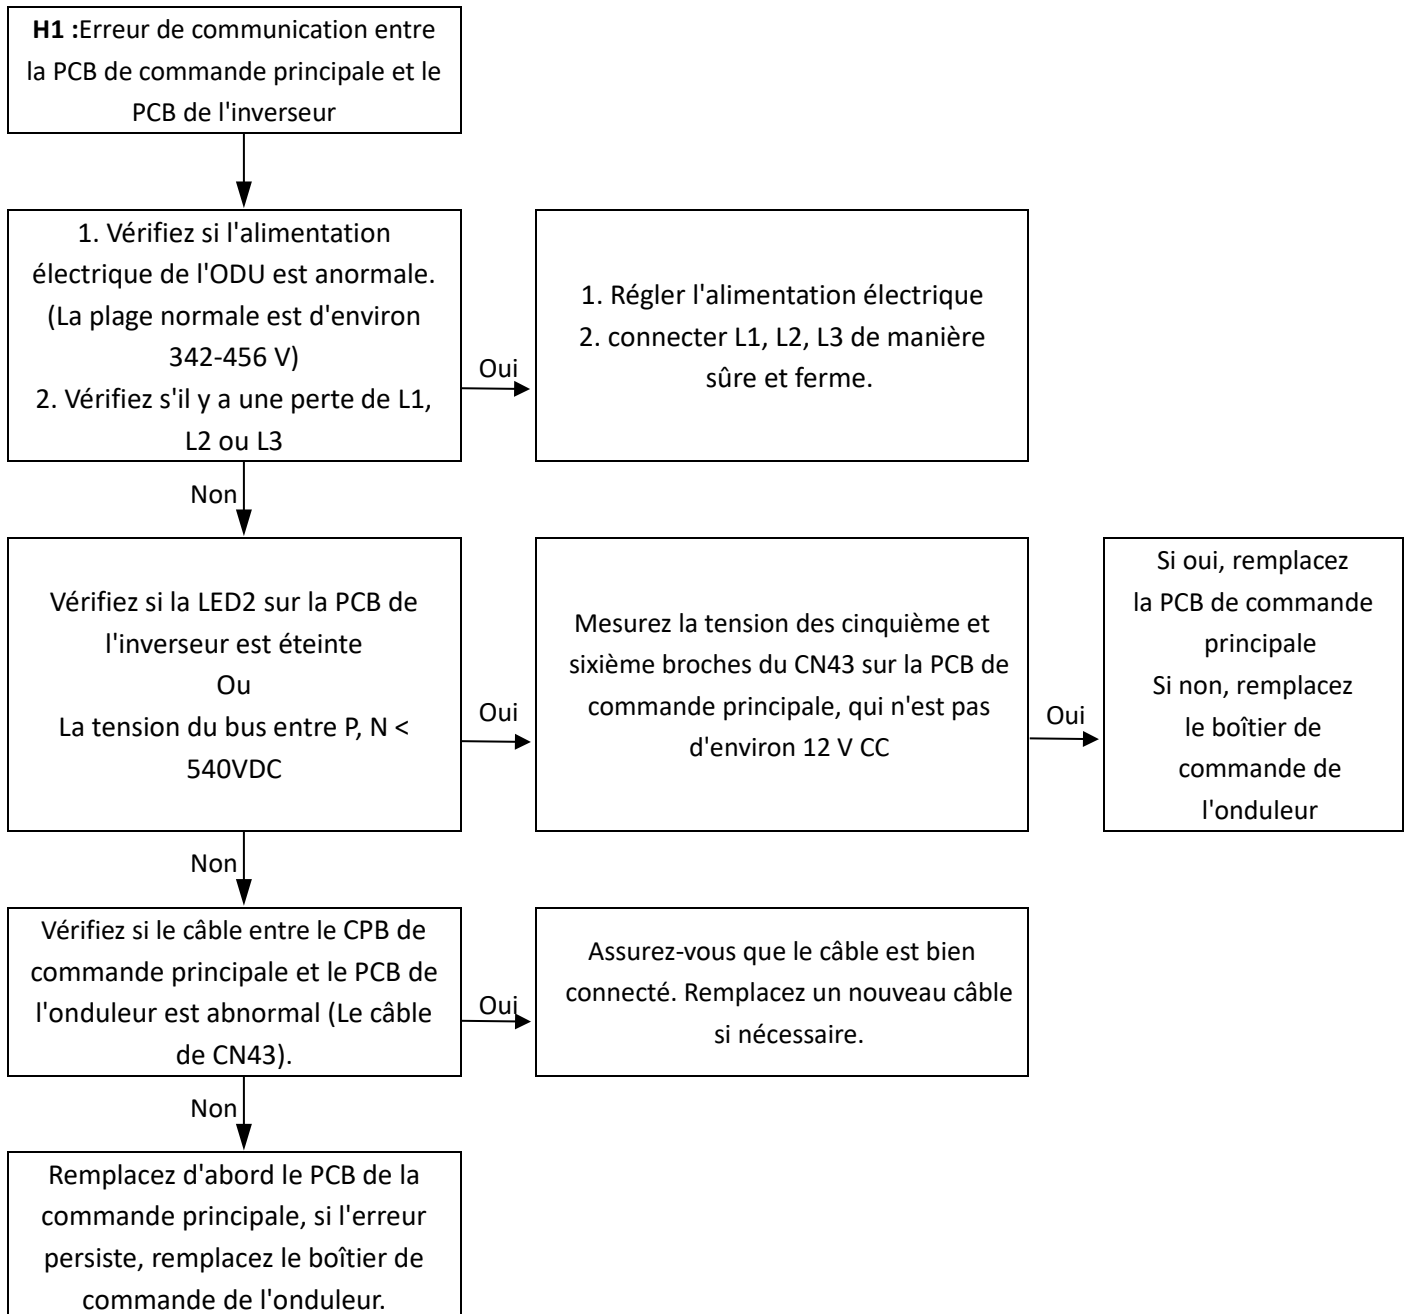 H1 :Erreur de communication entre
la PCB de commande principale et le
PCB de l'inverseur
1. Vérifiez si l'alimentation
électrique de l'ODU est anormale.
(La plage normale est d'environ
342-456 V)
2. Vérifiez s'il y a une perte de L1,
L2 ou L3
Oui
1. Régler l'alimentation électrique
2. connecter L1, L2, L3 de manière
sûre et ferme.
Non
Vérifiez si la LED2 sur la PCB de
l'inverseur est éteinte
Ou
La tension du bus entre P, N <
540VDC
Oui
Mesurez la tension des cinquième et
sixième broches du CN43 sur la PCB de
commande principale, qui n'est pas
d'environ 12 V CC
Oui
Si oui, remplacez
la PCB de commande
principale
Si non, remplacez
le boîtier de
commande de
l'onduleur
Non
Vérifiez si le câble entre le CPB de
commande principale et le PCB de
l'onduleur est abnormal (Le câble
de CN43).
Oui
Assurez-vous que le câble est bien
connecté. Remplacez un nouveau câble
si nécessaire.
Non
Remplacez d'abord le PCB de la
commande principale, si l'erreur
persiste, remplacez le boîtier de
commande de l'onduleur.